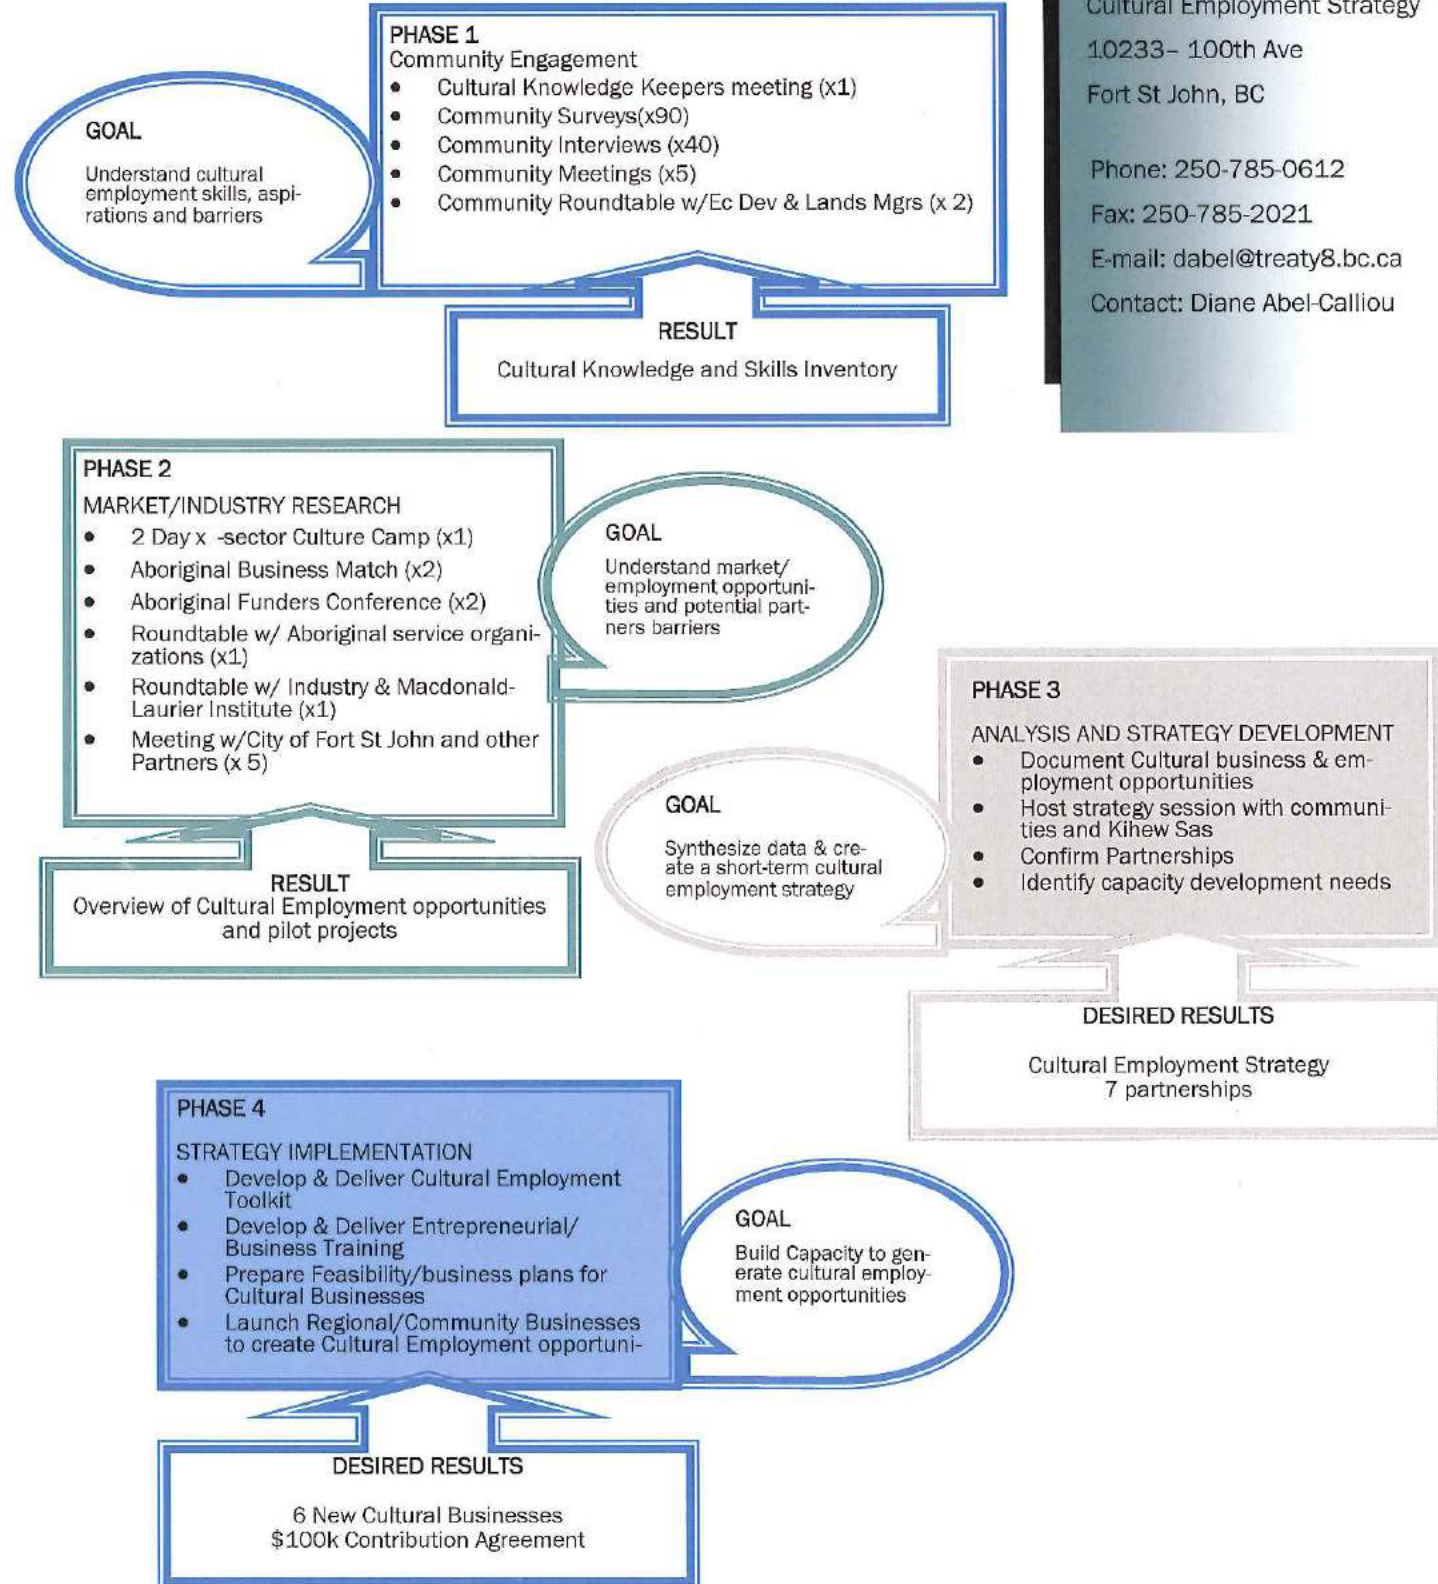 PHASE 1
Community Engagement
• Cultural Knowledge Keepers meeting (x1)
• Community Surveys(x90)
• Community Interviews (x40)
• Community Meetings (x5)
• Community Roundtable w/Ec Dev & Lands Mgrs (x 2)
GOAL
Understand cultural
employment skills, aspi-
rations and barriers
RESULT
Cultural Knowledge and Skills Inventory
Cultural Employment Strategy
10233– 100th Ave
Fort St John, BC
Phone: 250-785-0612
Fax: 250-785-2021
E-mail: dabel@treaty8.bc.ca
Contact: Diane Abel-Calliou
PHASE 2
MARKET/INDUSTRY RESEARCH
• 2 Day x -sector Culture Camp (x1)
• Aboriginal Business Match (x2)
• Aboriginal Funders Conference (x2)
• Roundtable w/ Aboriginal service organi-
zations (x1)
• Roundtable w/ Industry & Macdonald-
Laurier Institute (x1)
• Meeting w/City of Fort St John and other
Partners (x 5)
GOAL
Understand market/
employment opportuni-
ties and potential part-
ners barriers
RESULT
Overview of Cultural Employment opportunities
and pilot projects
PHASE 3
ANALYSIS AND STRATEGY DEVELOPMENT
• Document Cultural business & em-
ployment opportunities
• Host strategy session with communi-
ties and Kihew Sas
• Confirm Partnerships
• Identify capacity development needs
GOAL
Synthesize data & cre-
ate a short-term cultural
employment strategy
DESIRED RESULTS
Cultural Employment Strategy
7 partnerships
PHASE 4
STRATEGY IMPLEMENTATION
• Develop & Deliver Cultural Employment
Toolkit
• Develop & Deliver Entrepreneurial/
Business Training
• Prepare Feasibility/business plans for
Cultural Businesses
• Launch Regional/Community Businesses
to create Cultural Employment opportuni-
GOAL
Build Capacity to gen-
erate cultural employ-
ment opportunities
DESIRED RESULTS
6 New Cultural Businesses
$100k Contribution Agreement